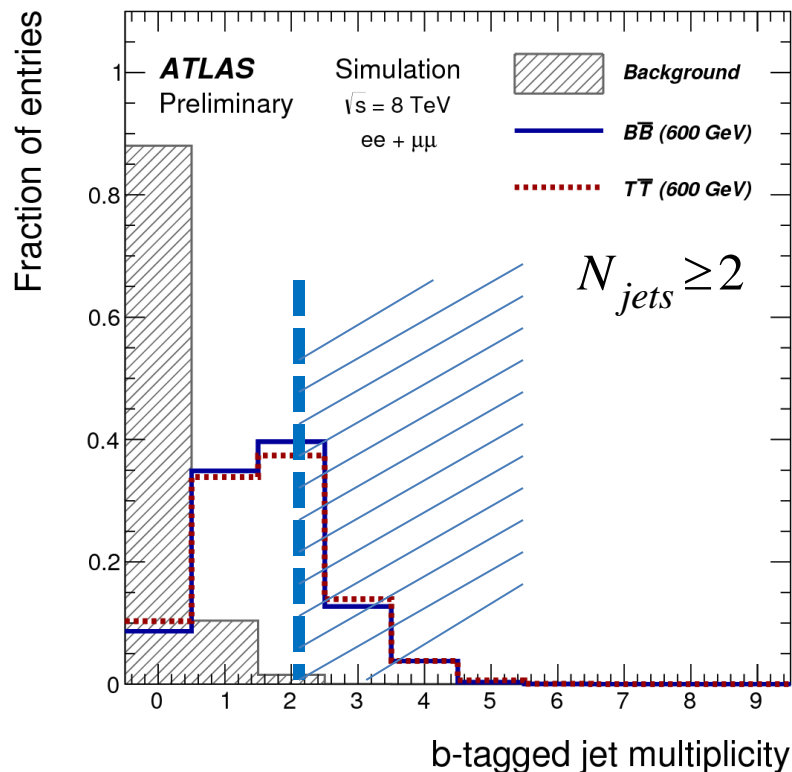 Fraction of entries
ATLAS
Preliminary
Simulation
√s = 8 TeV
ee + μμ
Background
BB̅ (600 GeV)
TT̅ (600 GeV)
N_jets ≥ 2
1
0.8
0.6
0.4
0.2
0
0 1 2 3 4 5 6 7 8 9
b-tagged jet multiplicity